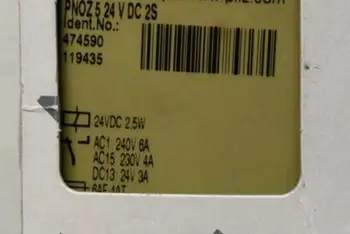 PNOZ 5 24 V DC 2S
Ident.No.:
474590
119435
24VDC 2.5W
AC1 240V 6A
AC15 230V 4A
DC13 24V 3A